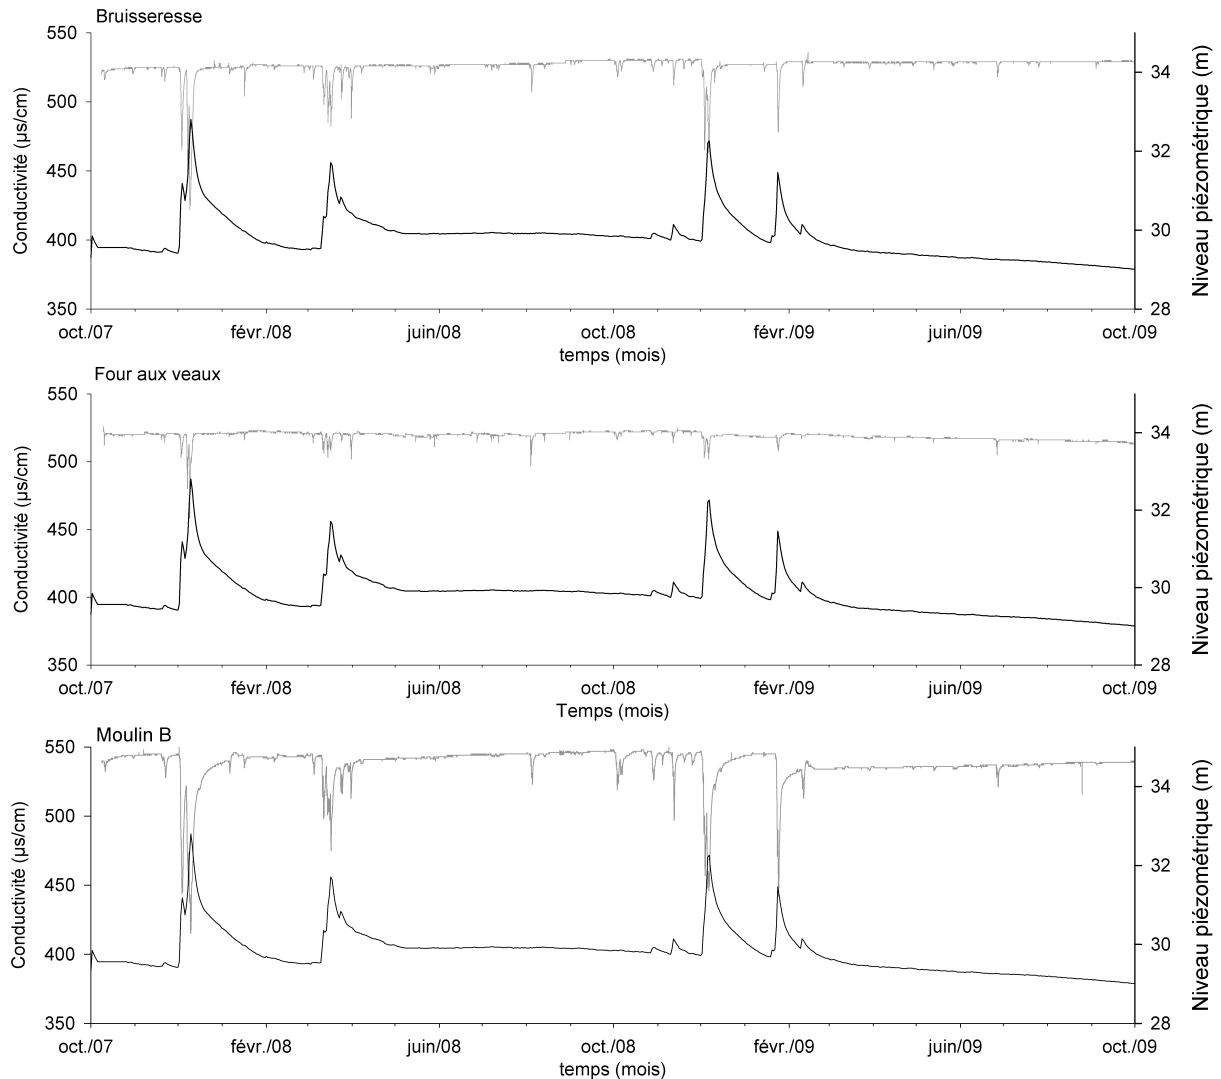 Bruisseresse
550
500
450
400
350
Conductivité (µs/cm)
34
32
30
28
Niveau piézométrique (m)
oct./07 févr./08 juin/08 oct./08 févr./09 juin/09 oct./09
temps (mois)
Four aux veaux
550
500
450
400
350
Conductivité (µs/cm)
34
32
30
28
Niveau piézométrique (m)
oct./07 févr./08 juin/08 oct./08 févr./09 juin/09 oct./09
Temps (mois)
Moulin B
550
500
450
400
350
Conductivité (µs/cm)
34
32
30
28
Niveau piézométrique (m)
oct./07 févr./08 juin/08 oct./08 févr./09 juin/09 oct./09
temps (mois)